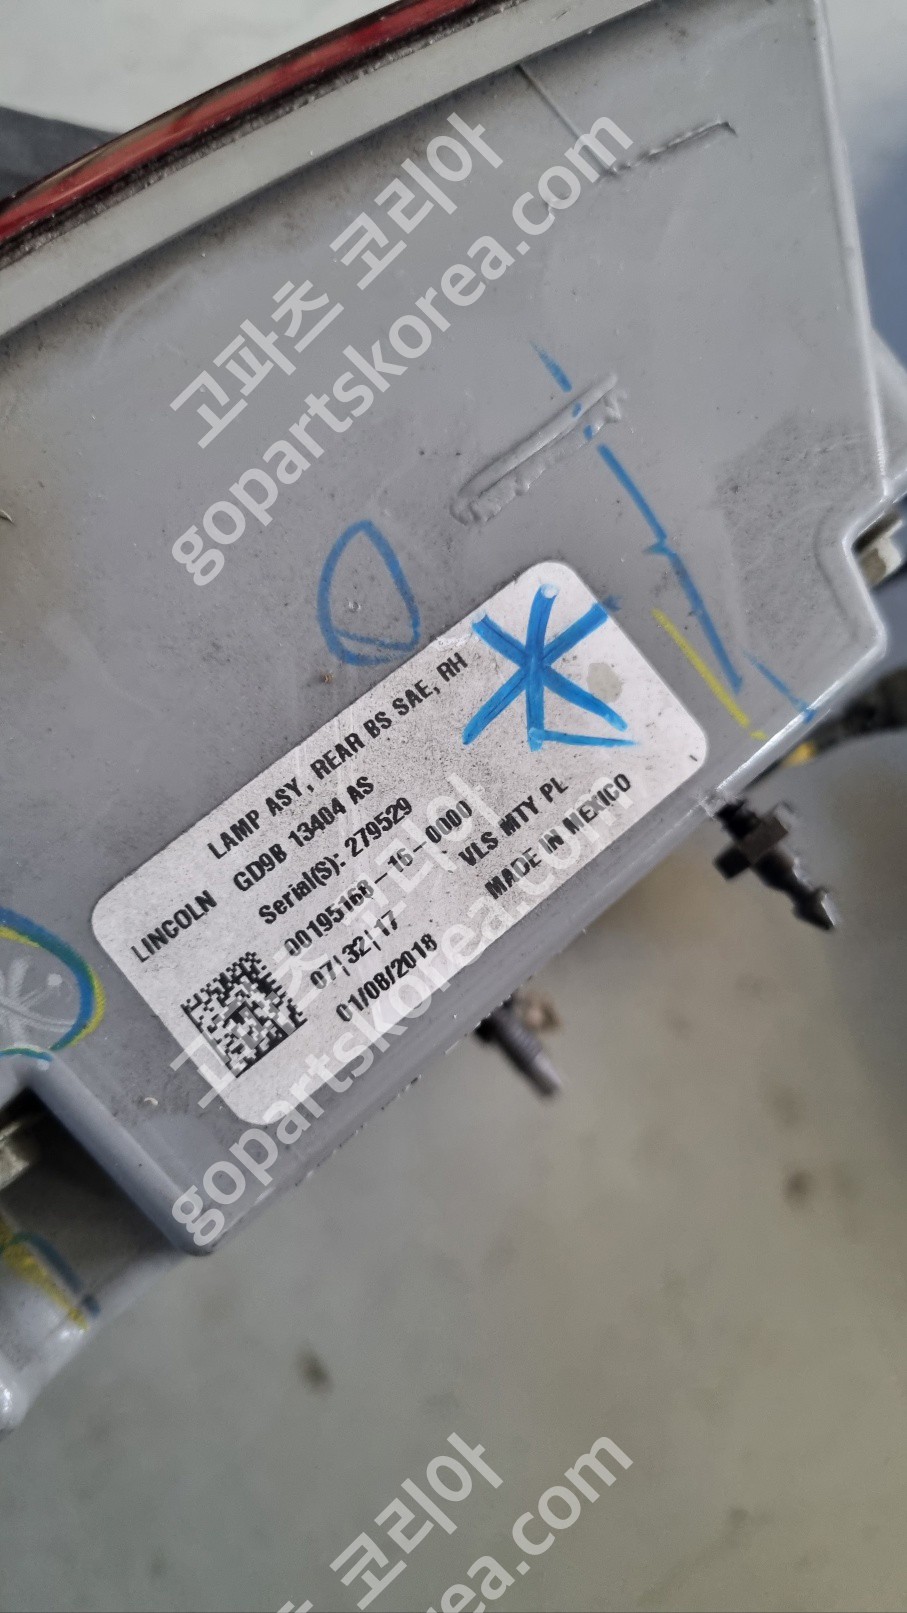 고파츠 코리아
gopartskorea.com
LAMP ASY, REAR BS SAE, RH
LINCOLN GD9B 13404 AS
Serial(S): 279529
00195168-16-0000
07|32|17
VLS MTY PL
01/08/2018
MADE IN MEXICO
고파츠 코리아
gopartskorea.com
고파츠 코리아
gopartskorea.com